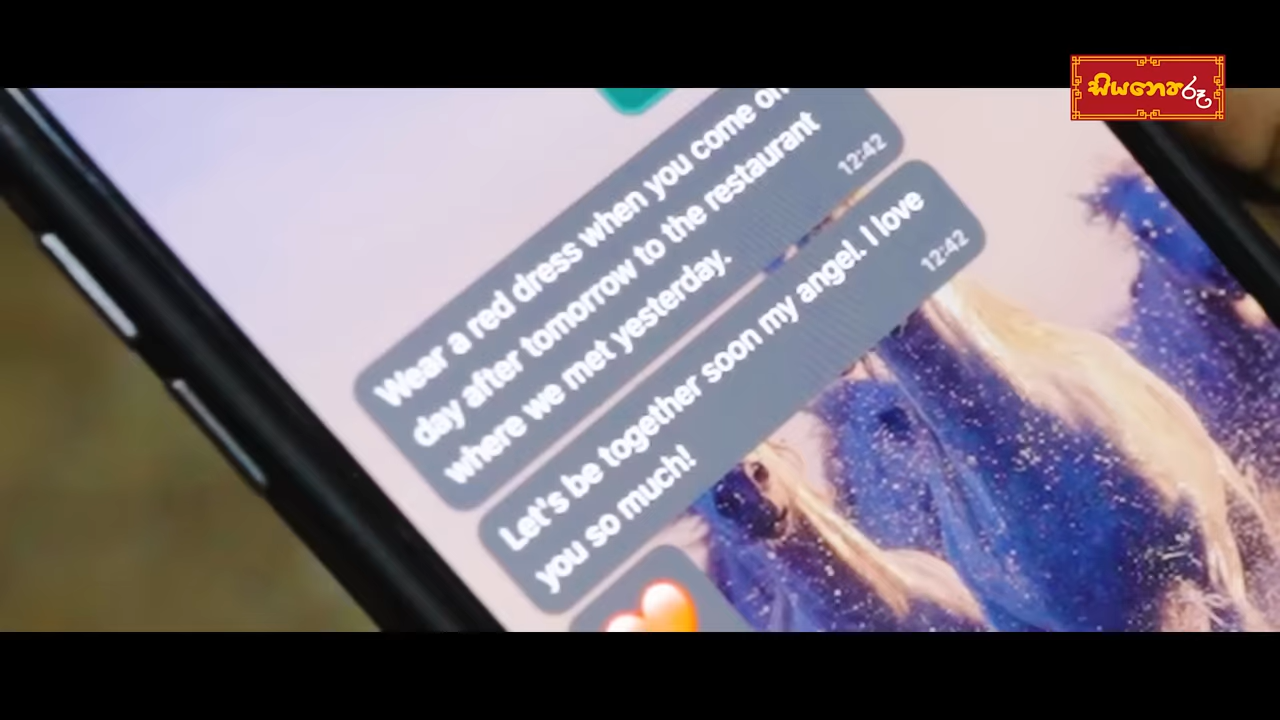 සියනෙත රූ
Wear a red dress when you come on
day after tomorrow to the restaurant
where we met yesterday.
12:42
Let's be together soon my angel. I love
you so much!
12:42